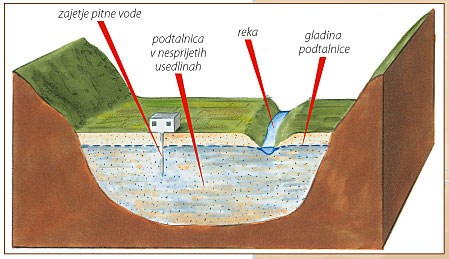 zajetje pitne vode
podtalnica
v nesprijetih
usedlinah
reka
gladina
podtalnice